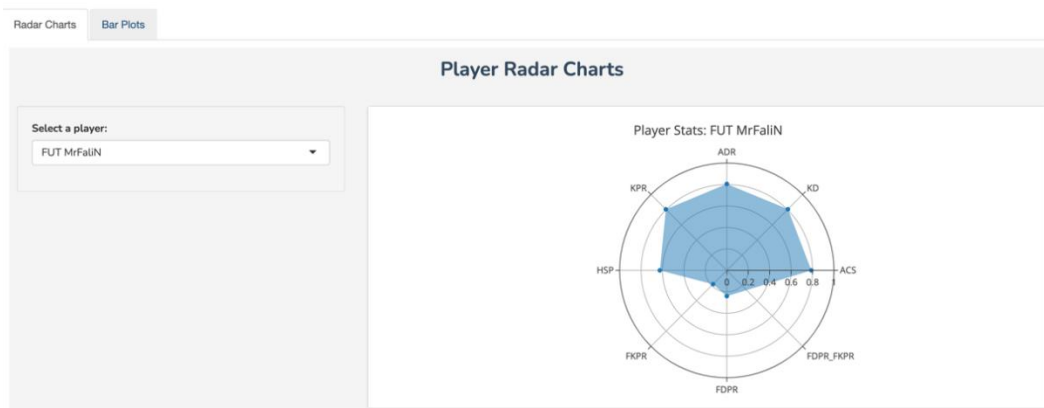 Radar Charts Bar Plots
Player Radar Charts
Select a player:
FUT MrFaliN
Player Stats: FUT MrFaliN
ADR
KPR KD
HSP 0 0.2 0.4 0.6 0.8 1 ACS
FKPR FDPR_FKPR
FDPR